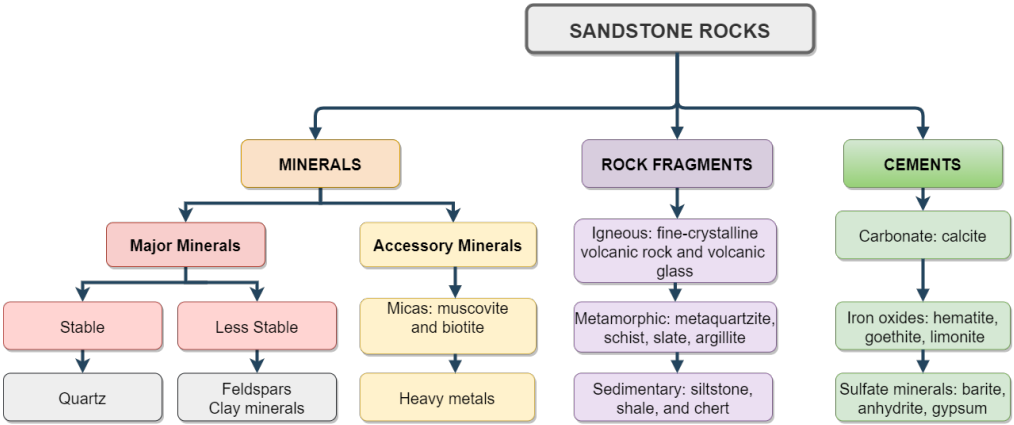 SANDSTONE ROCKS
MINERALS
ROCK FRAGMENTS
CEMENTS
Major Minerals
Accessory Minerals
Igneous: fine-crystalline
volcanic rock and volcanic
glass
Carbonate: calcite
Stable
Less Stable
Micas: muscovite
and biotite
Metamorphic: metaquartzite,
schist, slate, argillite
Iron oxides: hematite,
goethite, limonite
Quartz
Feldspars
Clay minerals
Heavy metals
Sedimentary: siltstone,
shale, and chert
Sulfate minerals: barite,
anhydrite, gypsum